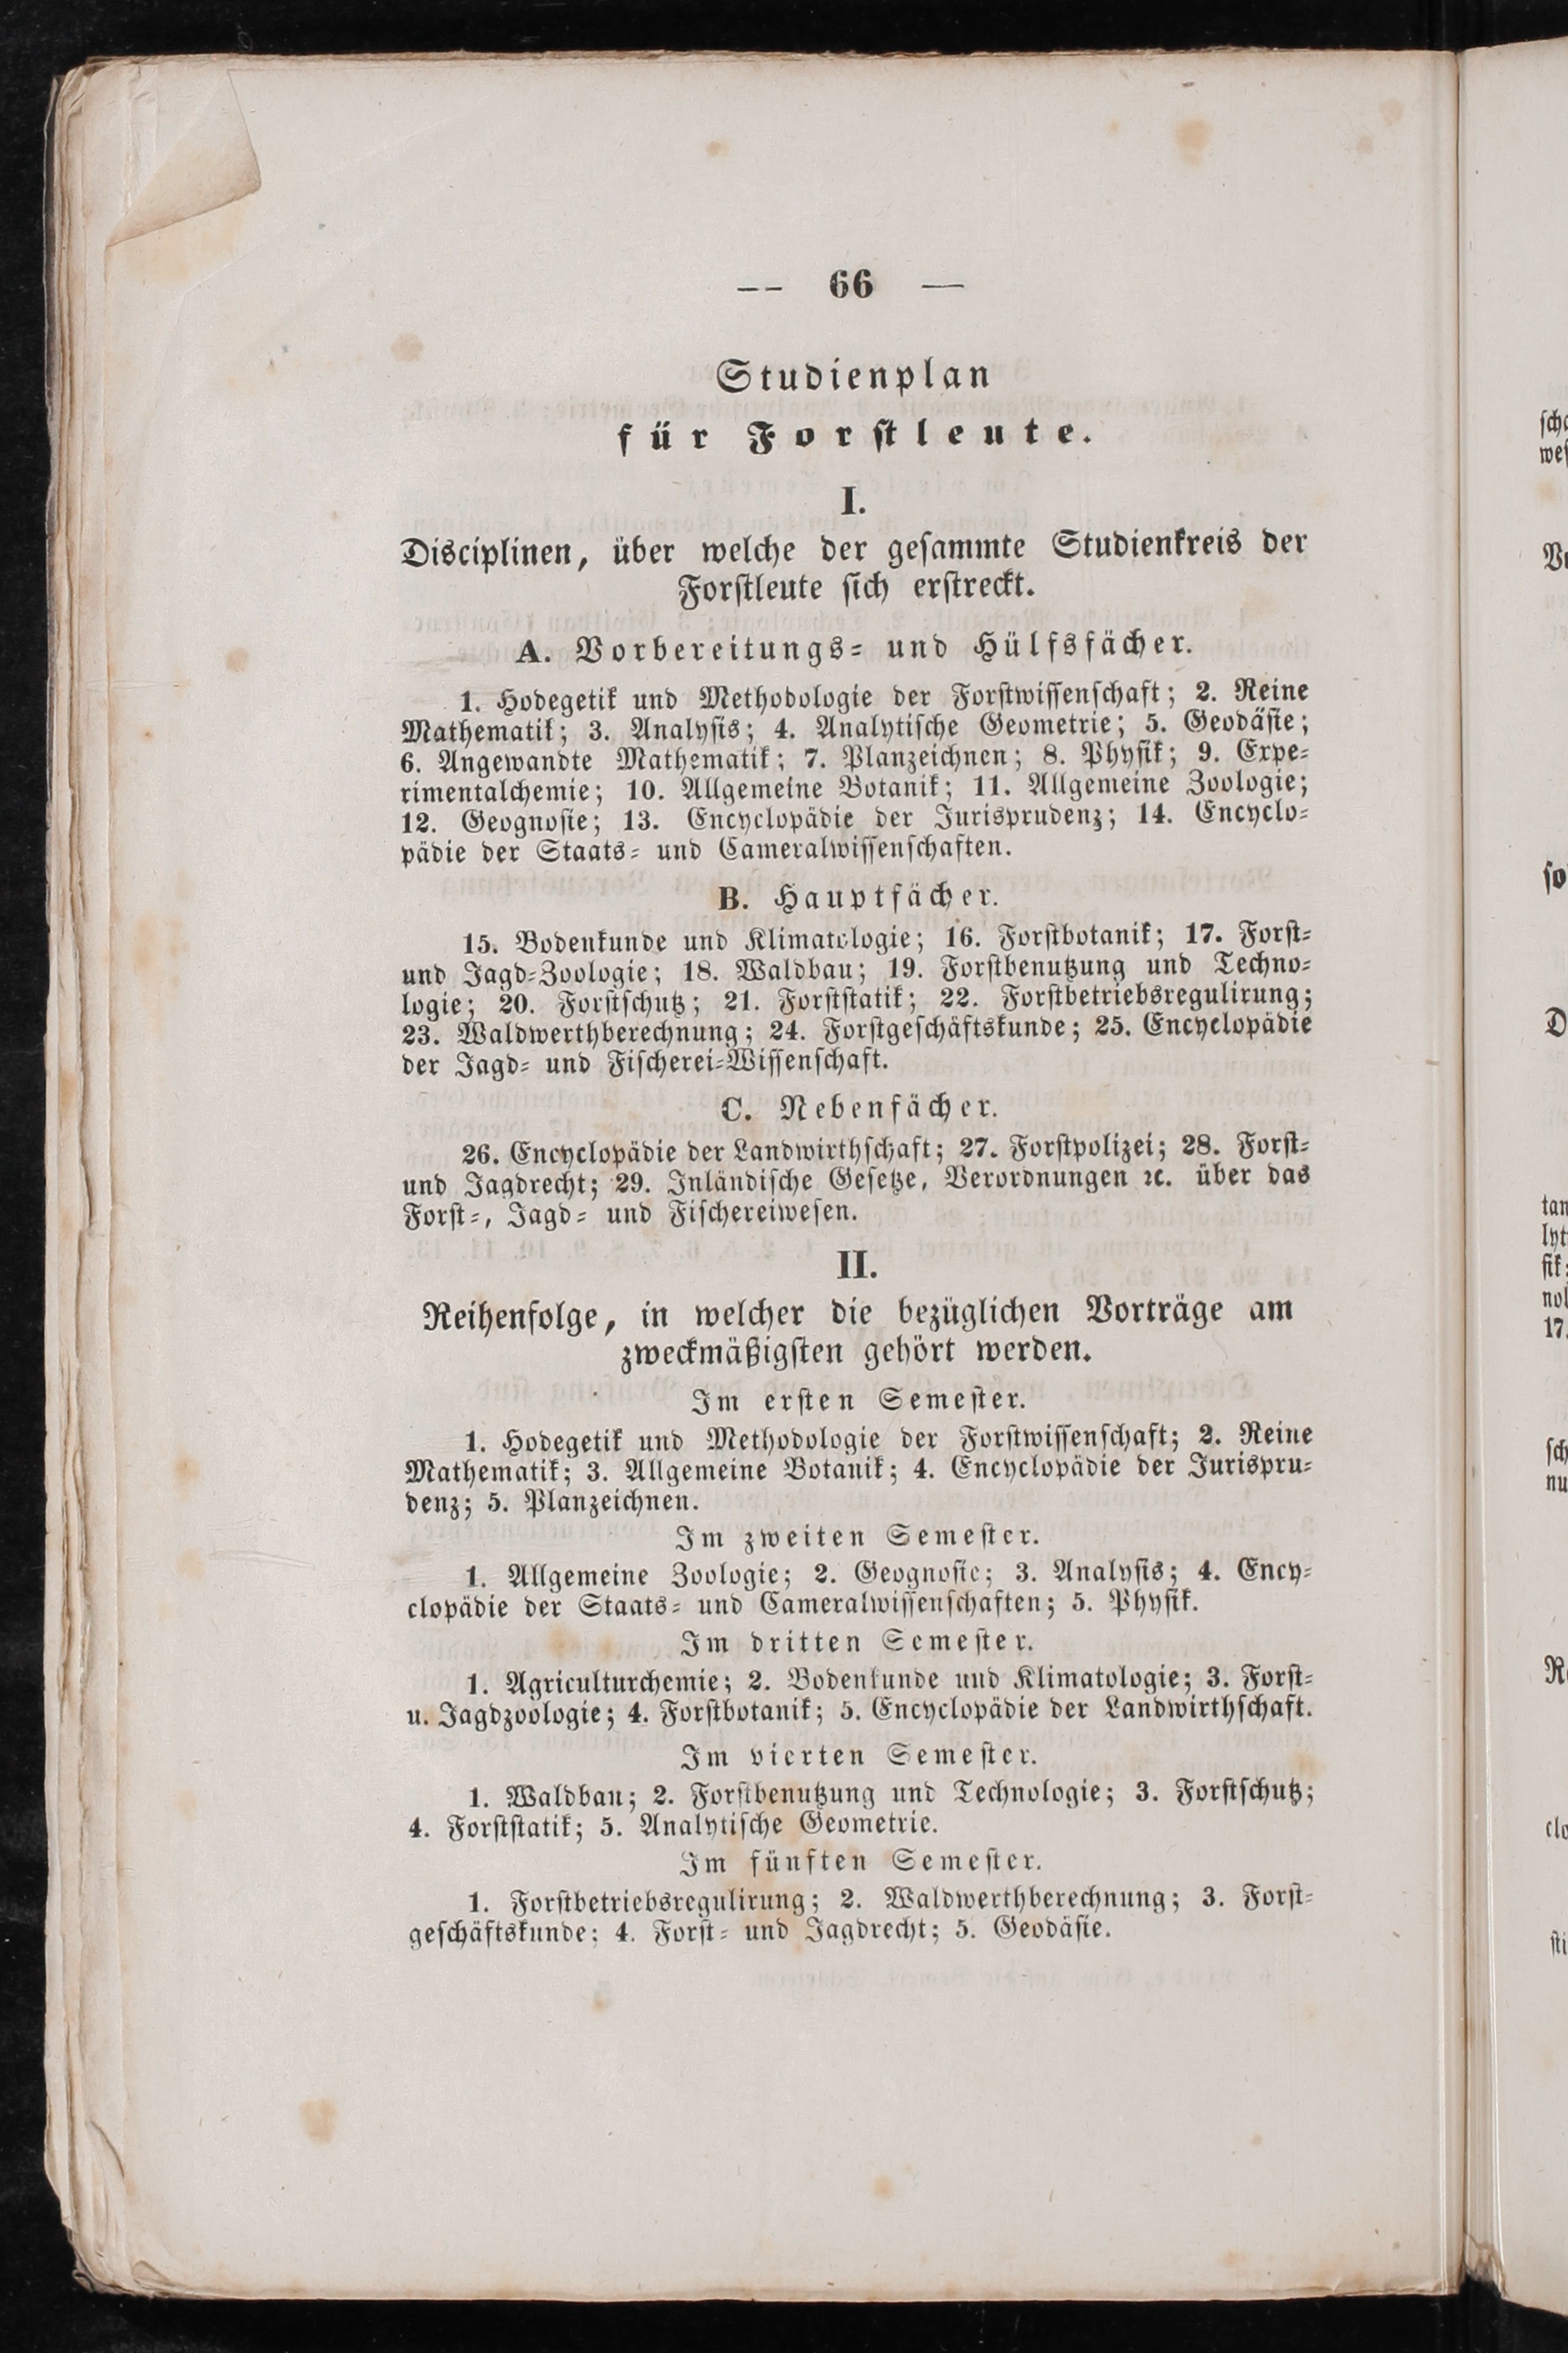 — 66 —
Studienplan
für Forstleute.
I.
Disciplinen, über welche der gesammte Studienkreis der
Forstleute sich erstreckt.
A. Vorbereitungs- und Hülfsfächer.
1. Hodegetik und Methodologie der Forstwissenschaft; 2. Reine
Mathematik; 3. Analysis; 4. Analytische Geometrie; 5. Geodäsie;
6. Angewandte Mathematik; 7. Planzeichnen; 8. Physik; 9. Expe-
rimentalchemie; 10. Allgemeine Botanik; 11. Allgemeine Zoologie;
12. Geognosie; 13. Encyclopädie der Jurisprudenz; 14. Encyclo-
pädie der Staats- und Cameralwissenschaften.
B. Hauptfächer.
15. Bodenkunde und Klimatologie; 16. Forstbotanik; 17. Forst-
und Jagd-Zoologie; 18. Waldbau; 19. Forstbenutzung und Techno-
logie; 20. Forstschutz; 21. Forststatik; 22. Forstbetriebsregulirung;
23. Waldwerthberechnung; 24. Forstgeschäftskunde; 25. Encyclopädie
der Jagd- und Fischerei-Wissenschaft.
C. Nebenfächer.
26. Encyclopädie der Landwirthschaft; 27. Forstpolizei; 28. Forst-
und Jagdrecht; 29. Inländische Gesetze, Verordnungen ꝛc. über das
Forst-, Jagd- und Fischereiwesen.
II.
Reihenfolge, in welcher die bezüglichen Vorträge am
zweckmäßigsten gehört werden.
Im ersten Semester.
1. Hodegetik und Methodologie der Forstwissenschaft; 2. Reine
Mathematik; 3. Allgemeine Botanik; 4. Encyclopädie der Jurispru-
denz; 5. Planzeichnen.
Im zweiten Semester.
1. Allgemeine Zoologie; 2. Geognosie; 3. Analysis; 4. Ency-
clopädie der Staats- und Cameralwissenschaften; 5. Physik.
Im dritten Semester.
1. Agriculturchemie; 2. Bodenkunde und Klimatologie; 3. Forst-
u. Jagdzoologie; 4. Forstbotanik; 5. Encyclopädie der Landwirthschaft.
Im vierten Semester.
1. Waldbau; 2. Forstbenutzung und Technologie; 3. Forstschutz;
4. Forststatik; 5. Analytische Geometrie.
Im fünften Semester.
1. Forstbetriebsregulirung; 2. Waldwerthberechnung; 3. Forst-
geschäftskunde; 4. Forst- und Jagdrecht; 5. Geodäsie.